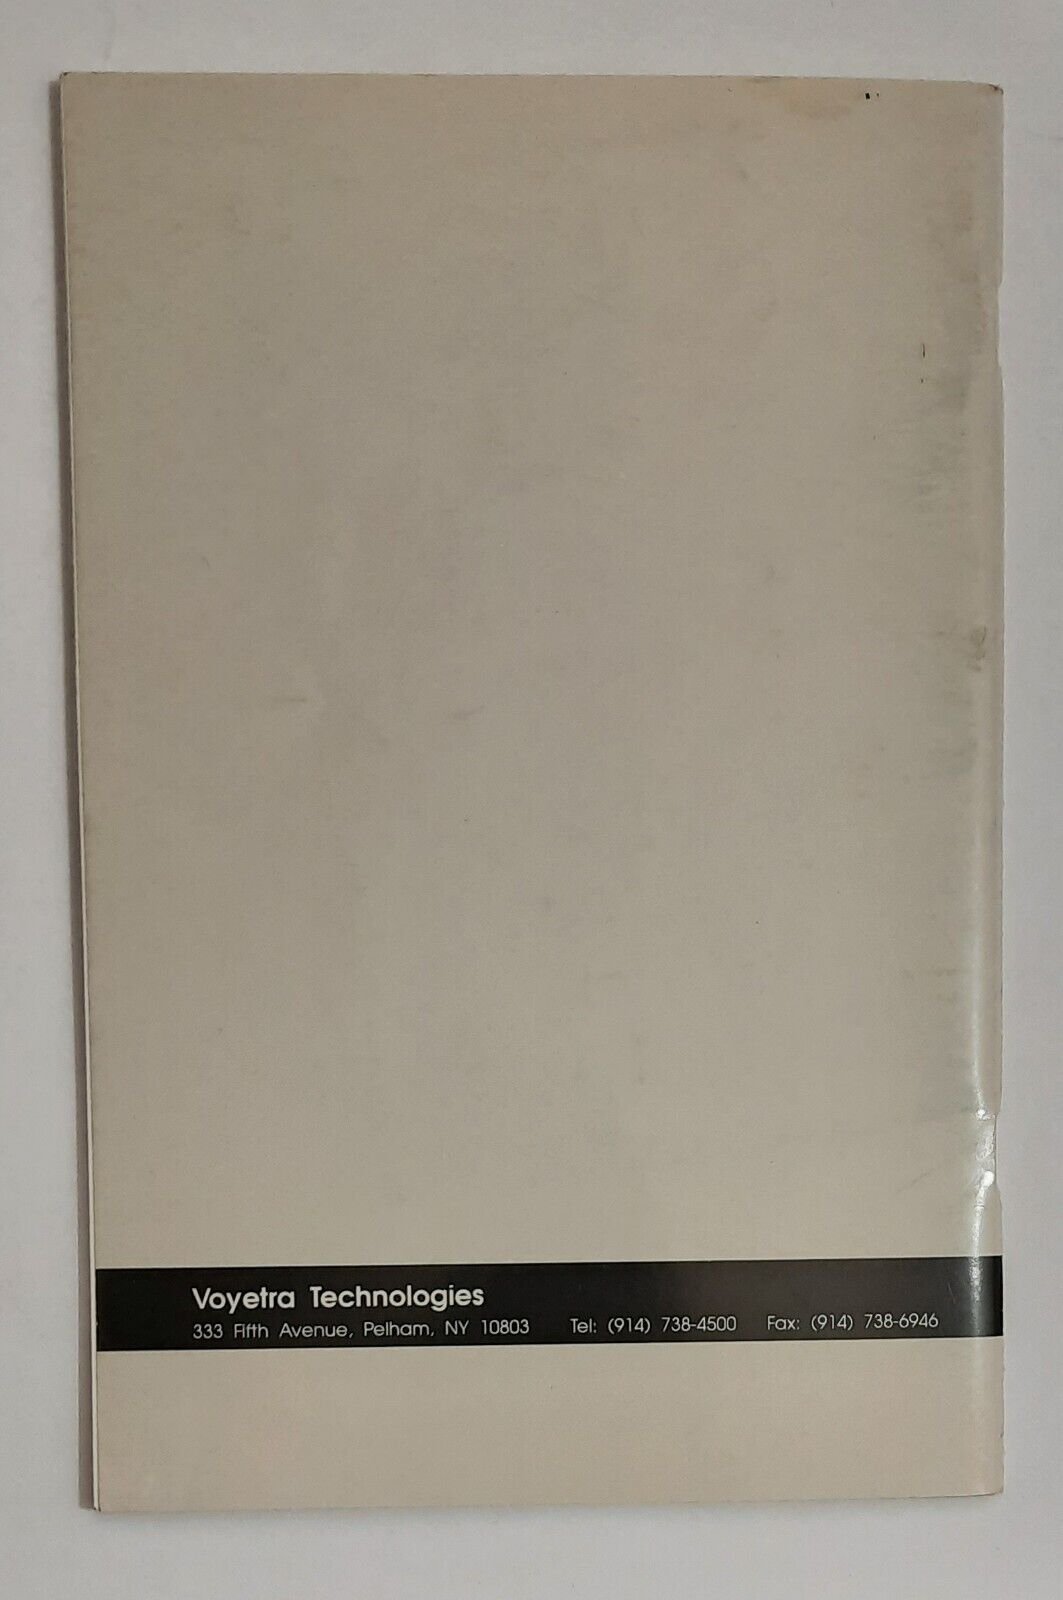 Voyetra Technologies
333 Fifth Avenue, Pelham, NY 10803 Tel: (914) 738-4500 Fax: (914) 738-6946